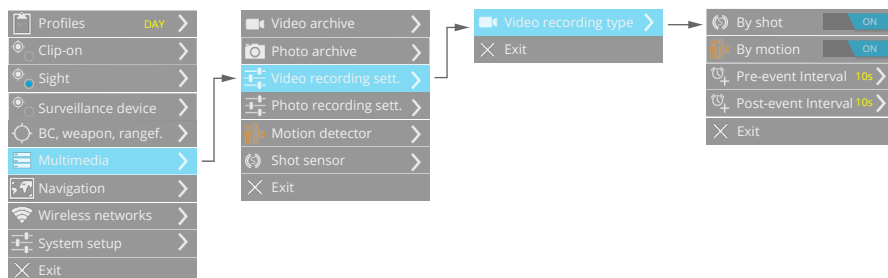 Profiles DAY
Clip-on
Sight
Surveillance device
BC, weapon, rangef.
Multimedia
Navigation
Wireless networks
System setup
Exit
Video archive
Photo archive
Video recording sett.
Photo recording sett.
Motion detector
Shot sensor
Exit
Video recording type
Exit
By shot ON
By motion ON
Pre-event Interval 10s
Post-event Interval 10s
Exit